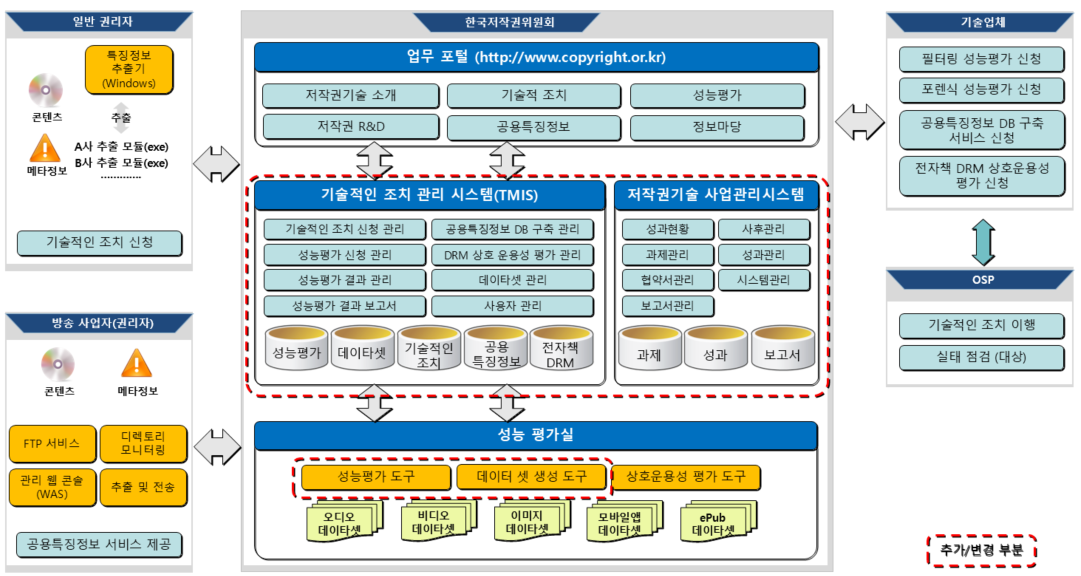 일반 권리자
특징정보
추출기
(Windows)
콘텐츠
추출
메타정보
A사 추출 모듈(exe)
B사 추출 모듈(exe)
.............
기술적인 조치 신청
방송 사업자(권리자)
콘텐츠
메타정보
FTP 서비스
디렉토리
모니터링
관리 웹 콘솔
(WAS)
추출 및 전송
공용특징정보 서비스 제공
한국저작권위원회
업무 포털 (http://www.copyright.or.kr)
저작권기술 소개
기술적 조치
성능평가
저작권 R&D
공용특징정보
정보마당
기술적인 조치 관리 시스템(TMIS)
기술적인 조치 신청 관리
공용특징정보 DB 구축 관리
성능평가 신청 관리
DRM 상호 운용성 평가 관리
성능평가 결과 관리
데이타셋 관리
성능평가 결과 보고서
사용자 관리
성능평가
데이타셋
기술적인
조치
공용
특징정보
전자책
DRM
저작권기술 사업관리시스템
성과현황
사후관리
과제관리
성과관리
협약서관리
시스템관리
보고서관리
과제
성과
보고서
성능 평가실
성능평가 도구
데이터 셋 생성 도구
상호운용성 평가 도구
오디오
데이타셋
비디오
데이타셋
이미지
데이타셋
모바일앱
데이타셋
ePub
데이타셋
기술업체
필터링 성능평가 신청
포렌식 성능평가 신청
공용특징정보 DB 구축
서비스 신청
전자책 DRM 상호운용성
평가 신청
OSP
기술적인 조치 이행
실태 점검 (대상)
추가/변경 부분